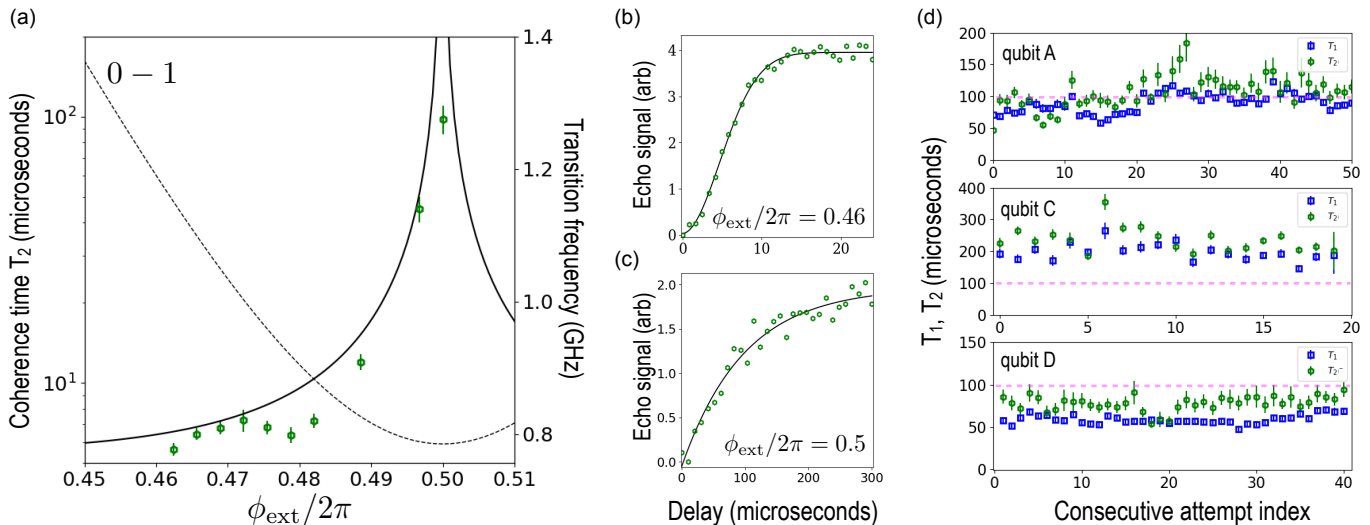 (a)
0 − 1
Coherence time T2 (microseconds)
10²
10¹
Transition frequency (GHz)
1.4
1.2
1.0
0.8
0.45
0.46
0.47
0.48
0.49
0.50
0.51
ϕext/2π
(b)
Echo signal (arb)
4
3
2
1
0
ϕext/2π = 0.46
0
10
20
(c)
Echo signal (arb)
2.0
1.5
1.0
0.5
0.0
ϕext/2π = 0.5
0
100
200
300
Delay (microseconds)
(d)
T1, T2 (microseconds)
200
150
100
50
0
qubit A
T1
T2
0
10
20
30
40
50
400
300
200
100
0
qubit C
T1
T2
0
5
10
15
20
200
150
100
50
0
qubit D
T1
T2
0
10
20
30
40
Consecutive attempt index